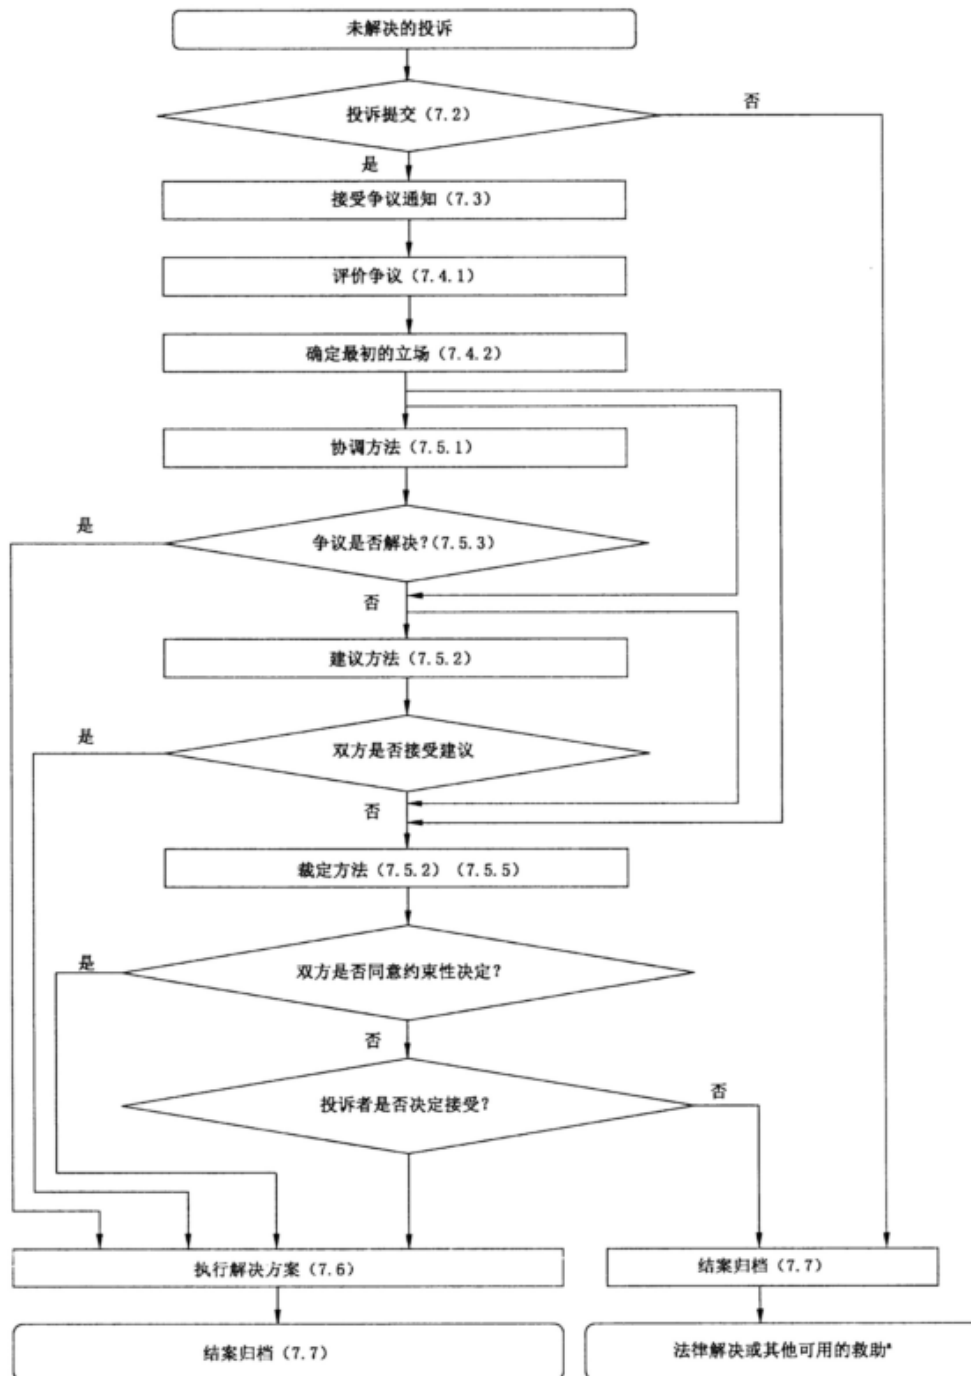 未解决的投诉
投诉提交（7.2）
否
是
接受争议通知（7.3）
评价争议（7.4.1）
确定最初的立场（7.4.2）
协调方法（7.5.1）
是
争议是否解决?(7.5.3)
否
建议方法（7.5.2）
是
双方是否接受建议
否
裁定方法（7.5.2）（7.5.5）
是
双方是否同意约束性决定?
否
投诉者是否决定接受?
否
执行解决方案（7.6）
结案归档（7.7）
结案归档（7.7）
法律解决或其他可用的救助ᵃ